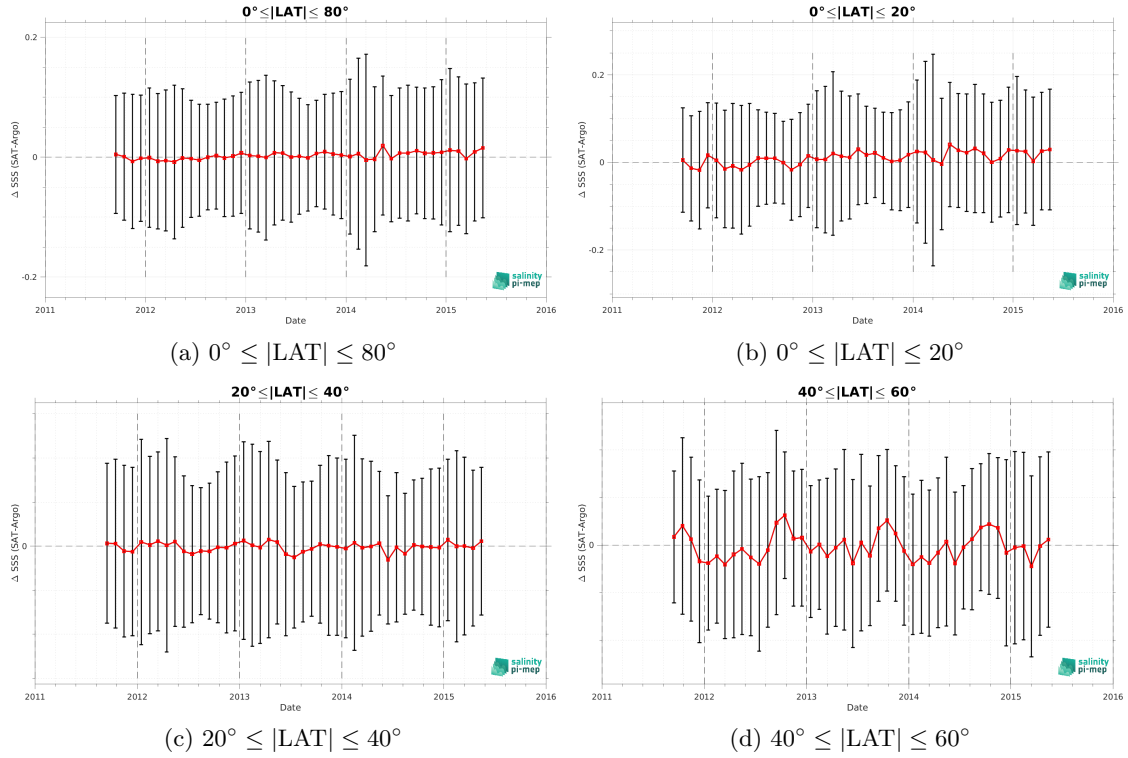 0°≤|LAT|≤ 80°
0.2
0
-0.2
Δ SSS (SAT-Argo)
2011 2012 2013 2014 2015 2016
Date
salinity
pi-mep
(a) 0° ≤ |LAT| ≤ 80°
0°≤|LAT|≤ 20°
0.2
0
-0.2
Δ SSS (SAT-Argo)
2011 2012 2013 2014 2015 2016
Date
salinity
pi-mep
(b) 0° ≤ |LAT| ≤ 20°
20°≤|LAT|≤ 40°
0
Δ SSS (SAT-Argo)
2011 2012 2013 2014 2015 2016
Date
salinity
pi-mep
(c) 20° ≤ |LAT| ≤ 40°
40°≤|LAT|≤ 60°
0
Δ SSS (SAT-Argo)
2011 2012 2013 2014 2015 2016
Date
salinity
pi-mep
(d) 40° ≤ |LAT| ≤ 60°